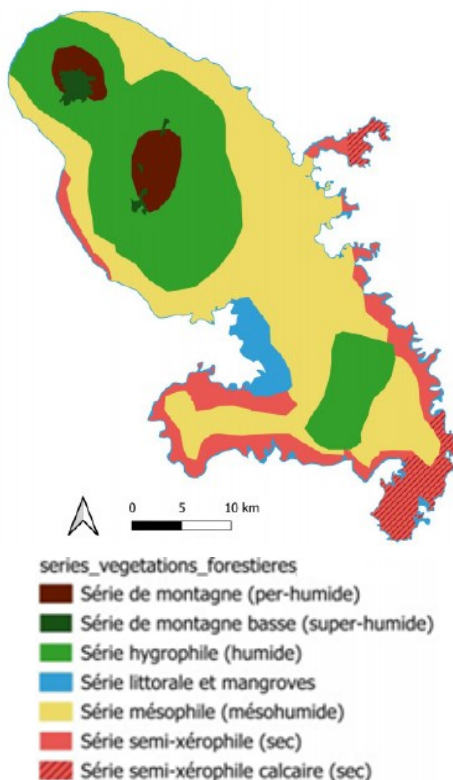 0 5 10 km
series_vegetations_forestieres
Série de montagne (per-humide)
Série de montagne basse (super-humide)
Série hygrophile (humide)
Série littorale et mangroves
Série mésophile (mésohumide)
Série semi-xérophile (sec)
Série semi-xérophile calcaire (sec)